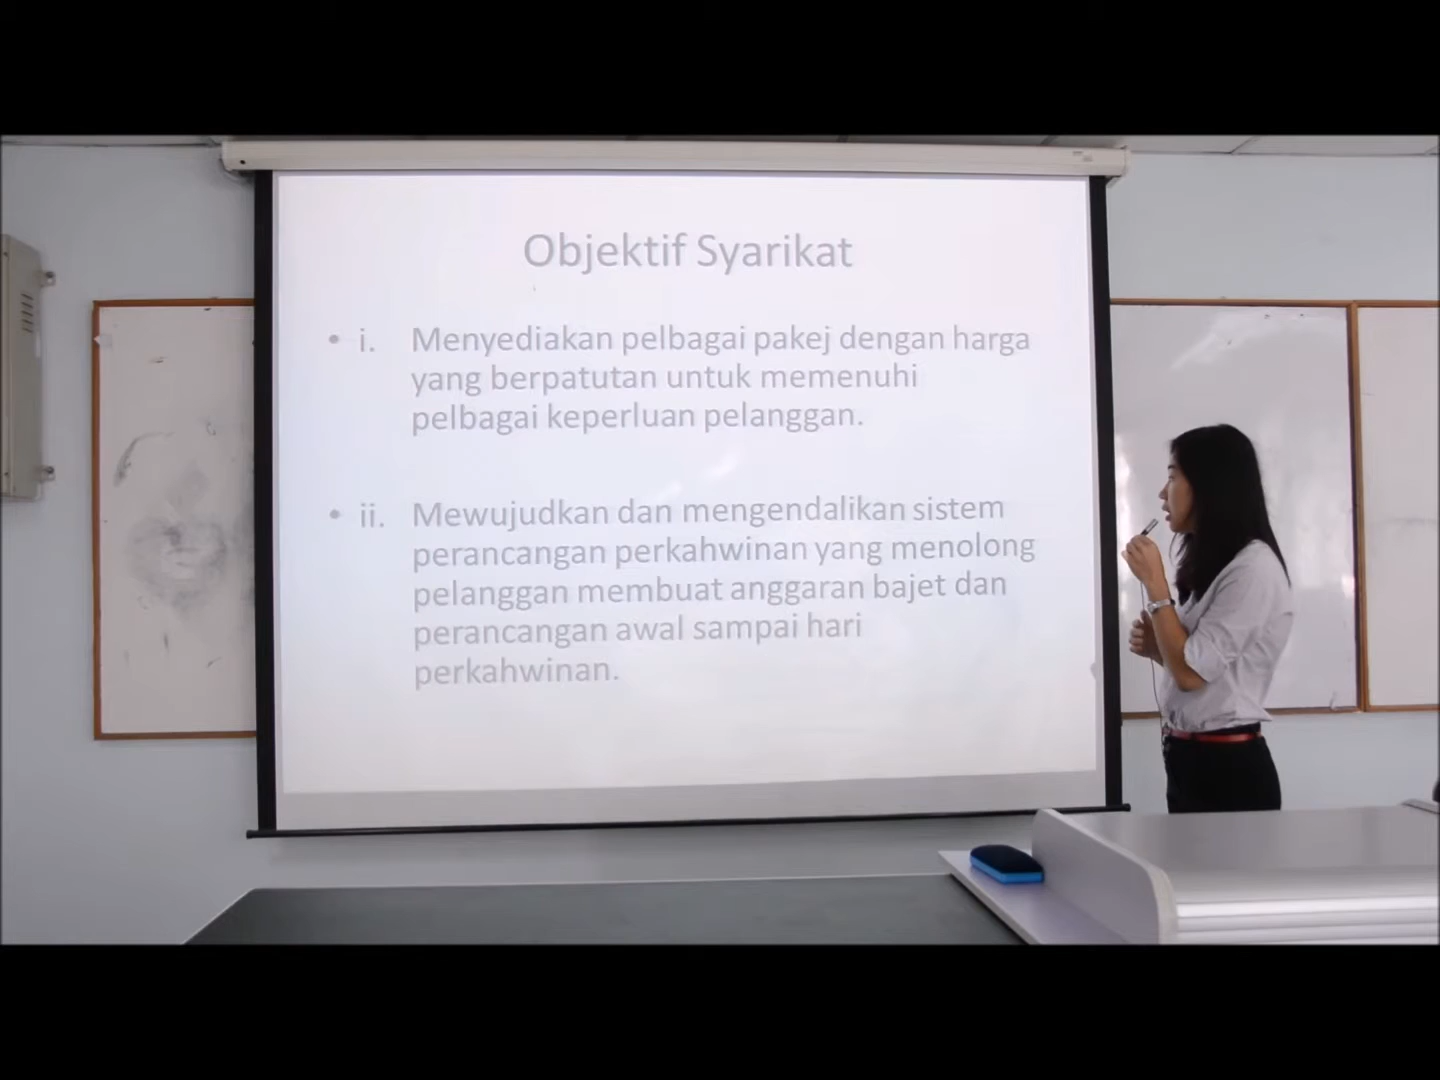 Objektif Syarikat
• i. Menyediakan pelbagai pakej dengan harga
yang berpatutan untuk memenuhi
pelbagai keperluan pelanggan.
• ii. Mewujudkan dan mengendalikan sistem
perancangan perkahwinan yang menolong
pelanggan membuat anggaran bajet dan
perancangan awal sampai hari
perkahwinan.